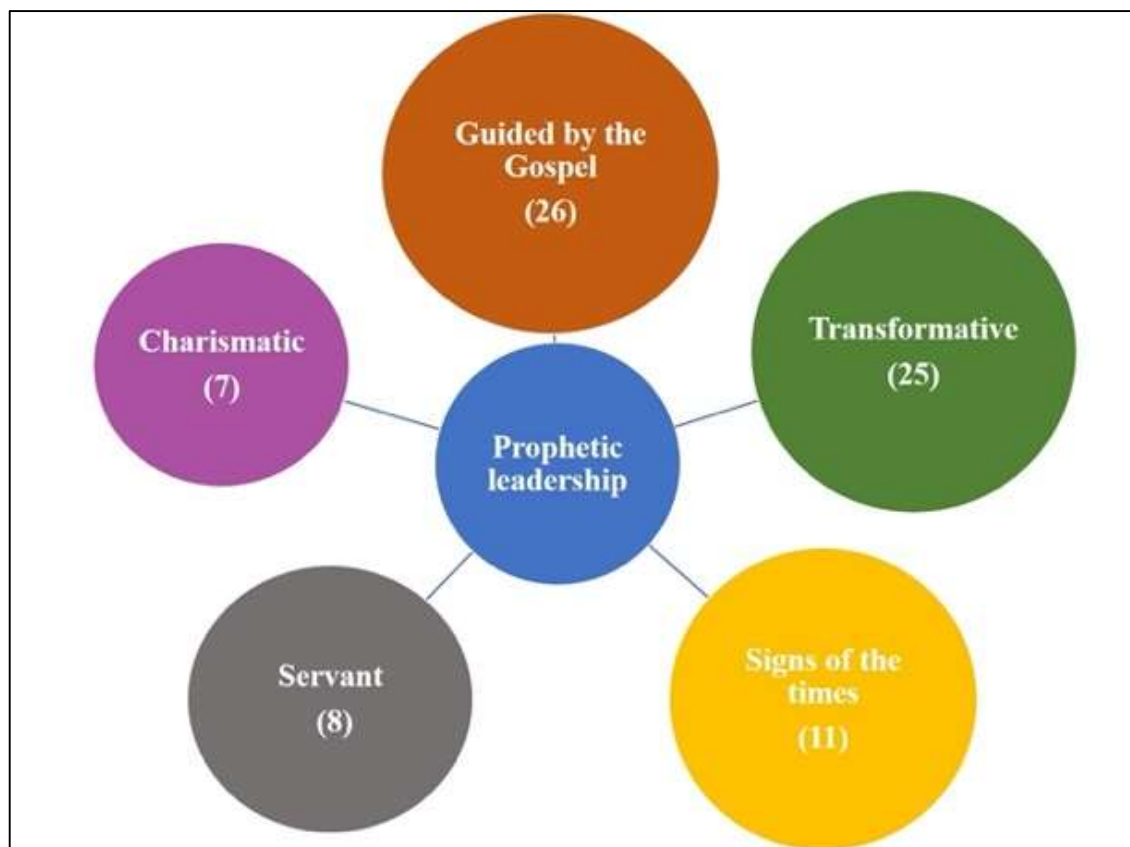 Guided by the
Gospel
(26)
Transformative
(25)
Charismatic
(7)
Prophetic
leadership
Servant
(8)
Signs of the
times
(11)